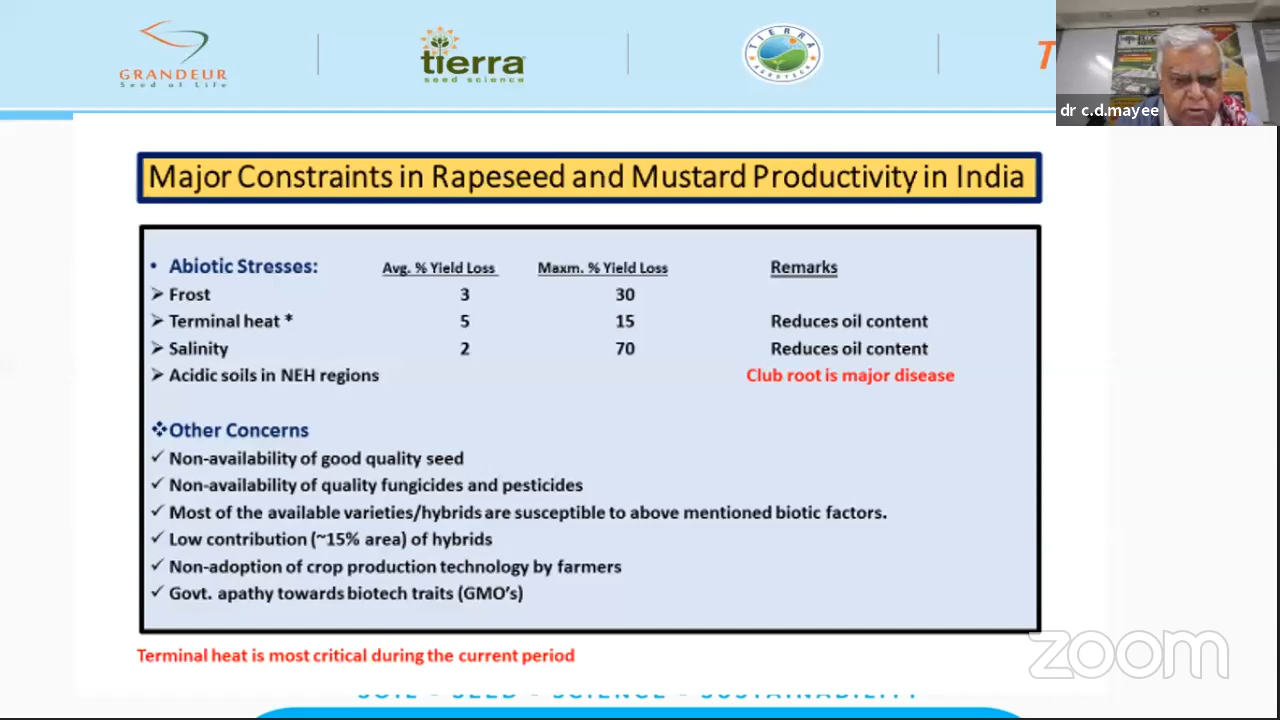 GRANDEUR
Seed of Life
tierra
seed science
TIERRA
AGROTECH
T
dr c.d.mayee
Major Constraints in Rapeseed and Mustard Productivity in India
• Abiotic Stresses: Avg. % Yield Loss Maxm. % Yield Loss Remarks
➢ Frost 3 30
➢ Terminal heat * 5 15 Reduces oil content
➢ Salinity 2 70 Reduces oil content
➢ Acidic soils in NEH regions Club root is major disease
❖Other Concerns
✓ Non-availability of good quality seed
✓ Non-availability of quality fungicides and pesticides
✓ Most of the available varieties/hybrids are susceptible to above mentioned biotic factors.
✓ Low contribution (~15% area) of hybrids
✓ Non-adoption of crop production technology by farmers
✓ Govt. apathy towards biotech traits (GMO's)
Terminal heat is most critical during the current period
zoom
SOIL - SEED - SCIENCE - SUSTAINABILITY